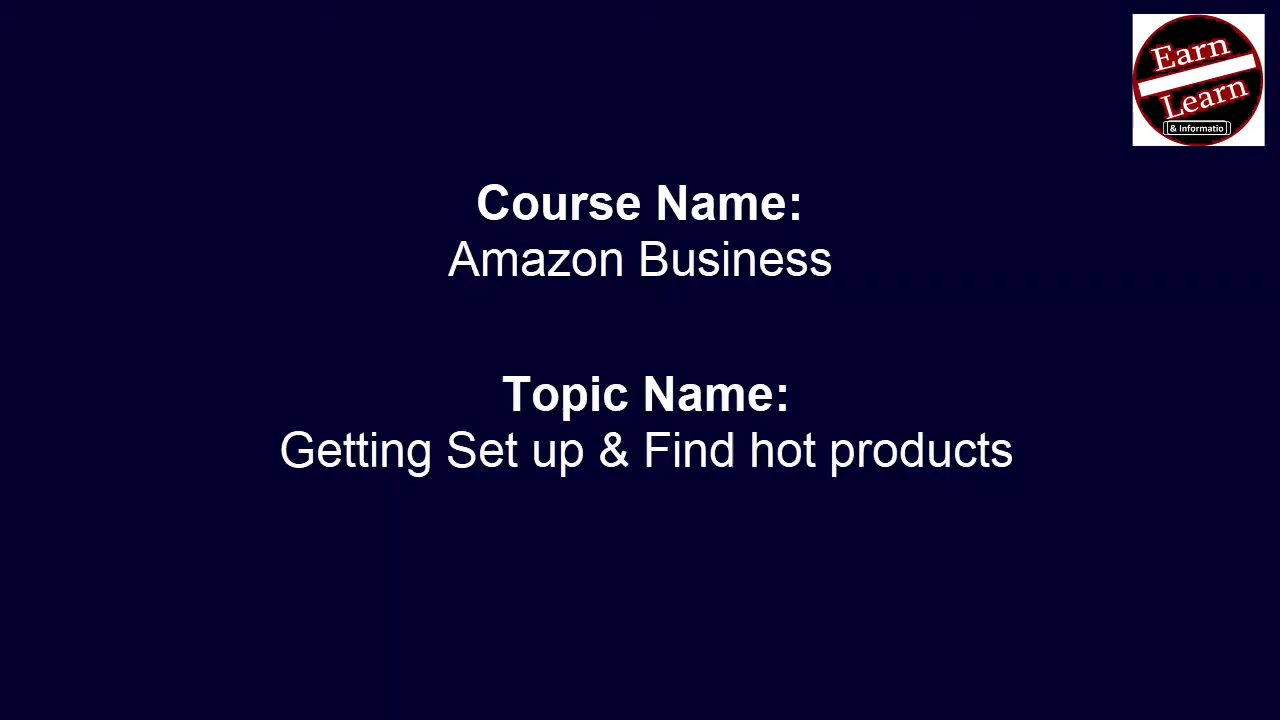 Earn
Learn
& Informatio
Course Name:
Amazon Business
Topic Name:
Getting Set up & Find hot products